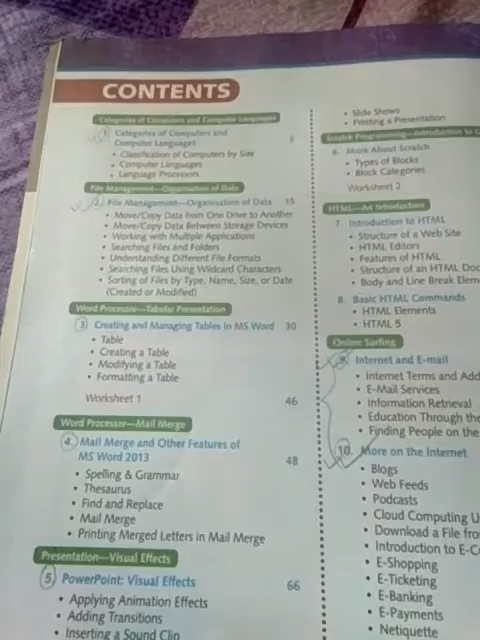 CONTENTS
Categories of Computers and Computer Languages
1. Categories of Computers and
Computer Languages 1
• Classification of Computers by Size
• Computer Languages
• Language Processors
File Management—Organisation of Data
2. File Management—Organisation of Data 15
• Move/Copy Data from One Drive to Another
• Move/Copy Data Between Storage Devices
• Working with Multiple Applications
• Searching Files and Folders
• Understanding Different File Formats
• Searching Files Using Wildcard Characters
• Sorting of Files by Type, Name, Size, or Date
(Created or Modified)
Word Processor—Tabular Presentation
3. Creating and Managing Tables in MS Word 30
• Table
• Creating a Table
• Modifying a Table
• Formatting a Table
Worksheet 1 46
Word Processor—Mail Merge
4. Mail Merge and Other Features of
MS Word 2013 48
• Spelling & Grammar
• Thesaurus
• Find and Replace
• Mail Merge
• Printing Merged Letters in Mail Merge
Presentation—Visual Effects
5. PowerPoint: Visual Effects 66
• Applying Animation Effects
• Adding Transitions
• Inserting a Sound Clip
• Slide Shows
• Printing a Presentation
Scratch Programming—Introduction to
6. More About Scratch
• Types of Blocks
• Block Categories
Worksheet 2
HTML—An Introduction
7. Introduction to HTML
• Structure of a Web Site
• HTML Editors
• Features of HTML
• Structure of an HTML Doc
• Body and Line Break Elem
8. Basic HTML Commands
• HTML Elements
• HTML 5
Online Surfing
9. Internet and E-mail
• Internet Terms and Add
• E-Mail Services
• Information Retrieval
• Education Through the
• Finding People on the
10. More on the Internet
• Blogs
• Web Feeds
• Podcasts
• Cloud Computing U
• Download a File fro
• Introduction to E-C
• E-Shopping
• E-Ticketing
• E-Banking
• E-Payments
• Netiquette